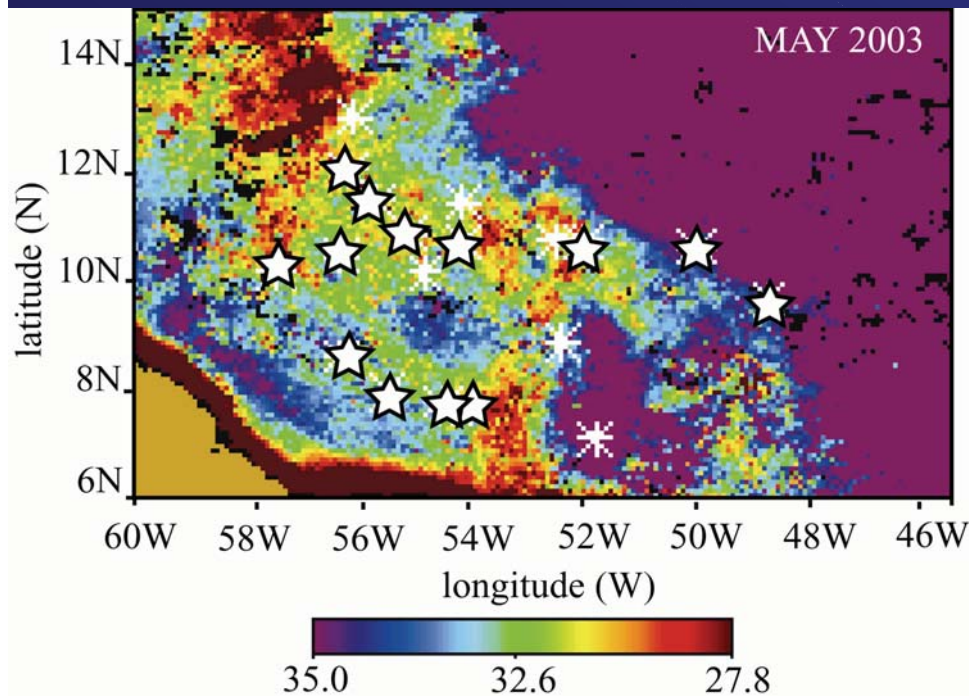 MAY 2003
14N
12N
10N
8N
6N
latitude (N)
60W 58W 56W 54W 52W 50W 48W 46W
longitude (W)
35.0 32.6 27.8